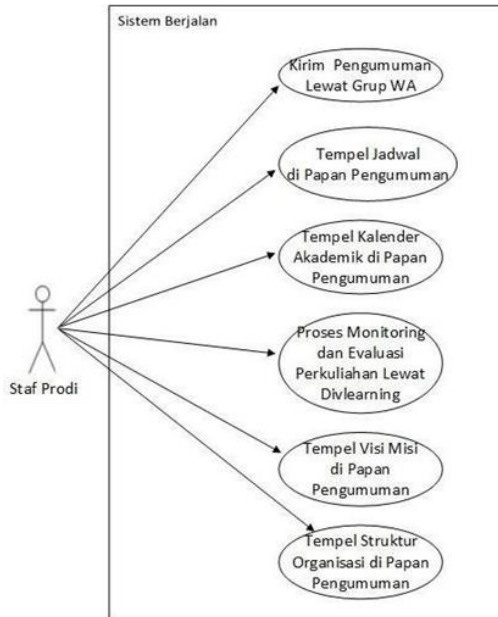 Sistem Berjalan
Kirim Pengumuman
Lewat Grup WA
Tempel Jadwal
di Papan Pengumuman
Tempel Kalender
Akademik di Papan
Pengumuman
Staf Prodi
Proses Monitoring
dan Evaluasi
Perkuliahan Lewat
Divlearning
Tempel Visi Misi
di Papan
Pengumuman
Tempel Struktur
Organisasi di Papan
Pengumuman